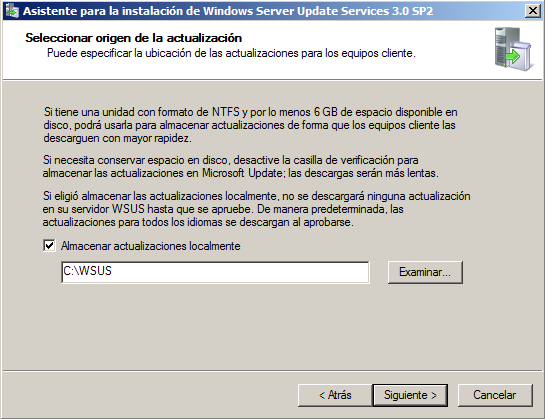 Asistente para la instalación de Windows Server Update Services 3.0 SP2
Seleccionar origen de la actualización
Puede especificar la ubicación de las actualizaciones para los equipos cliente.
Si tiene una unidad con formato de NTFS y por lo menos 6 GB de espacio disponible en
disco, podrá usarla para almacenar actualizaciones de forma que los equipos cliente las
descarguen con mayor rapidez.
Si necesita conservar espacio en disco, desactive la casilla de verificación para
almacenar las actualizaciones en Microsoft Update; las descargas serán más lentas.
Si eligió almacenar las actualizaciones localmente, no se descargará ninguna actualización
en su servidor WSUS hasta que se apruebe. De manera predeterminada, las
actualizaciones para todos los idiomas se descargan al aprobarse.
Almacenar actualizaciones localmente
C:\WSUS
Examinar...
< Atrás
Siguiente >
Cancelar